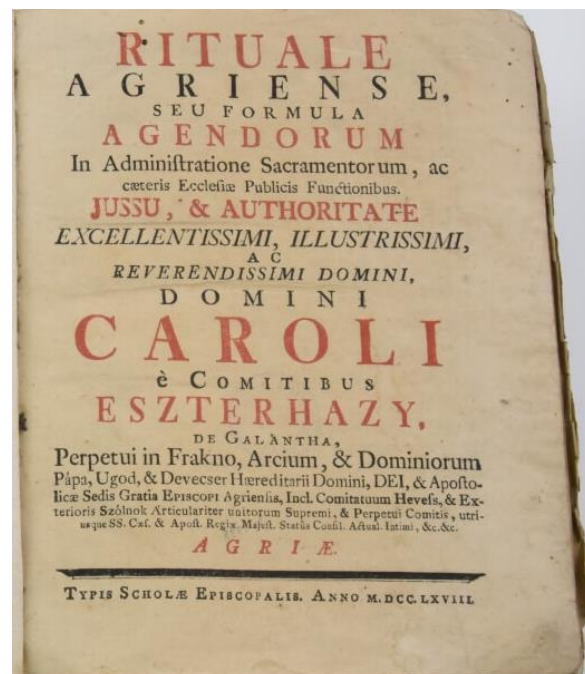 RITUALE
AGRIENSE,
SEU FORMULA
AGENDORUM
In Adminiſtratione Sacramentorum, ac
cæteris Eccleſiæ Publicis Functionibus.
JUSSU, & AUTHORITATE
EXCELLENTISSIMI, ILLUSTRISSIMI,
AC
REVERENDISSIMI DOMINI,
DOMINI
CAROLI
è COMITIBUS
ESZTERHAZY,
DE GALANTHA,
Perpetui in Frakno, Arcium, & Dominiorum
Pápa, Ugod, & Devecser Hæreditarii Domini, DEI, & Apoſto-
licæ Sedis Gratia EPISCOPI Agrienſis, Incl. Comitatuum Heveſs, & Ex-
terioris Szólnok Articulariter unitorum Supremi, & Perpetui Comitis, utri-
usque SS. Cæſ. & Apoſt. Regiæ Majeſt. Statûs Conſil. Actual. Intimi, &c.&c.
AGRIÆ.
TYPIS SCHOLÆ EPISCOPALIS. ANNO M.DCC.LXVIII.